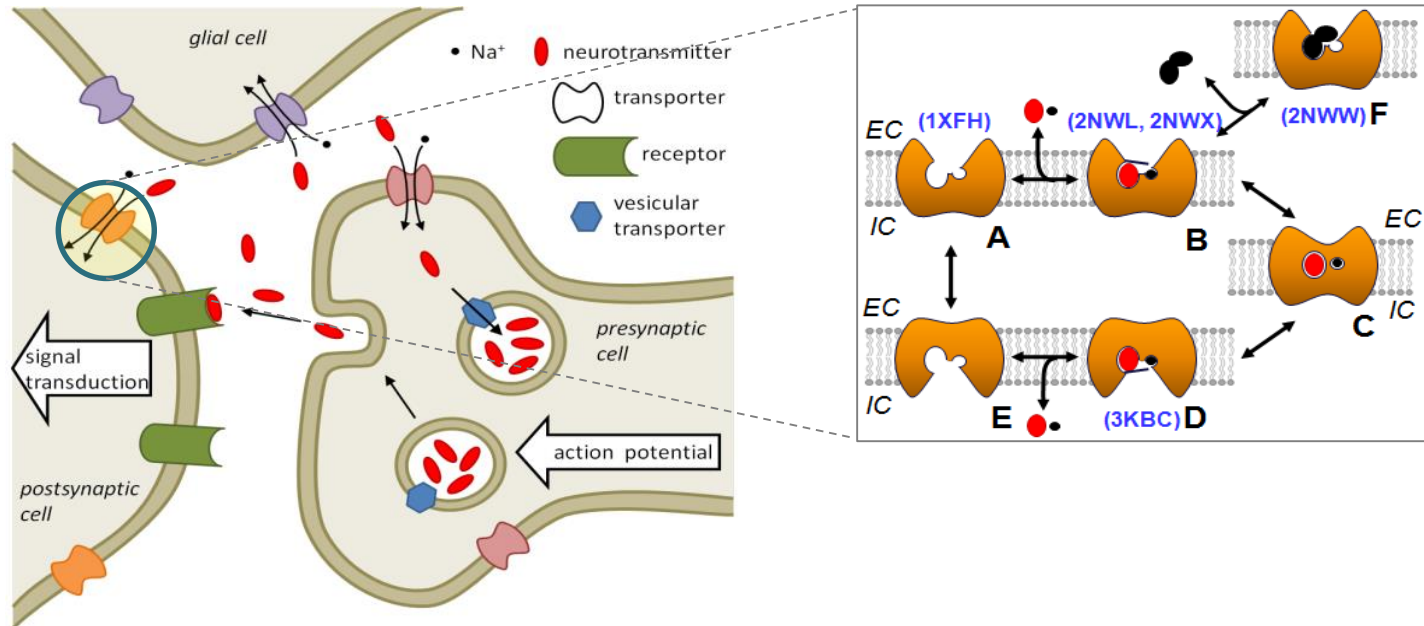 glial cell
Na⁺
neurotransmitter
transporter
receptor
vesicular
transporter
presynaptic
cell
signal
transduction
action potential
postsynaptic
cell
(2NWW) F
EC
(1XFH)
(2NWL, 2NWX)
IC
A
B
EC
IC
C
EC
IC
E
(3KBC) D